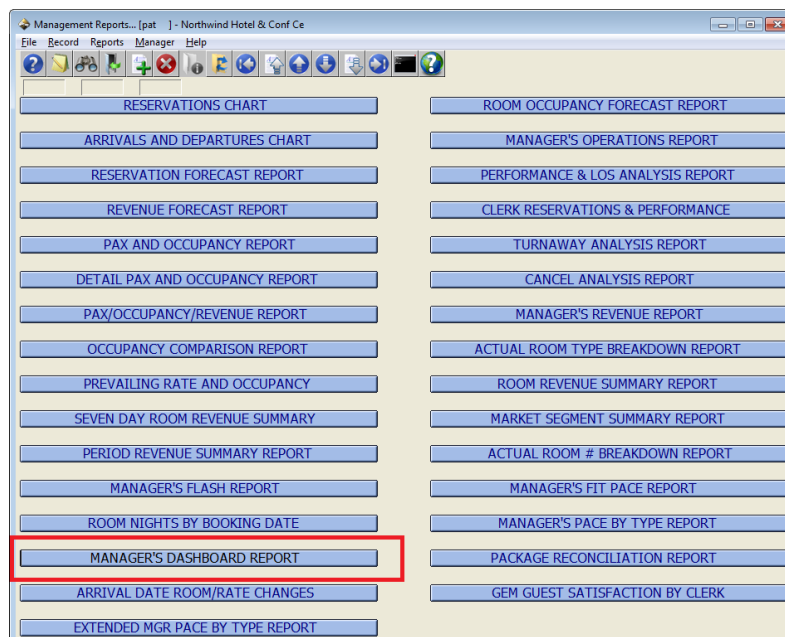 Management Reports... [pat ] - Northwind Hotel & Conf Ce
File Record Reports Manager Help
RESERVATIONS CHART
ARRIVALS AND DEPARTURES CHART
RESERVATION FORECAST REPORT
REVENUE FORECAST REPORT
PAX AND OCCUPANCY REPORT
DETAIL PAX AND OCCUPANCY REPORT
PAX/OCCUPANCY/REVENUE REPORT
OCCUPANCY COMPARISON REPORT
PREVAILING RATE AND OCCUPANCY
SEVEN DAY ROOM REVENUE SUMMARY
PERIOD REVENUE SUMMARY REPORT
MANAGER'S FLASH REPORT
ROOM NIGHTS BY BOOKING DATE
MANAGER'S DASHBOARD REPORT
ARRIVAL DATE ROOM/RATE CHANGES
EXTENDED MGR PACE BY TYPE REPORT
ROOM OCCUPANCY FORECAST REPORT
MANAGER'S OPERATIONS REPORT
PERFORMANCE & LOS ANALYSIS REPORT
CLERK RESERVATIONS & PERFORMANCE
TURNAWAY ANALYSIS REPORT
CANCEL ANALYSIS REPORT
MANAGER'S REVENUE REPORT
ACTUAL ROOM TYPE BREAKDOWN REPORT
ROOM REVENUE SUMMARY REPORT
MARKET SEGMENT SUMMARY REPORT
ACTUAL ROOM # BREAKDOWN REPORT
MANAGER'S FIT PACE REPORT
MANAGER'S PACE BY TYPE REPORT
PACKAGE RECONCILIATION REPORT
GEM GUEST SATISFACTION BY CLERK